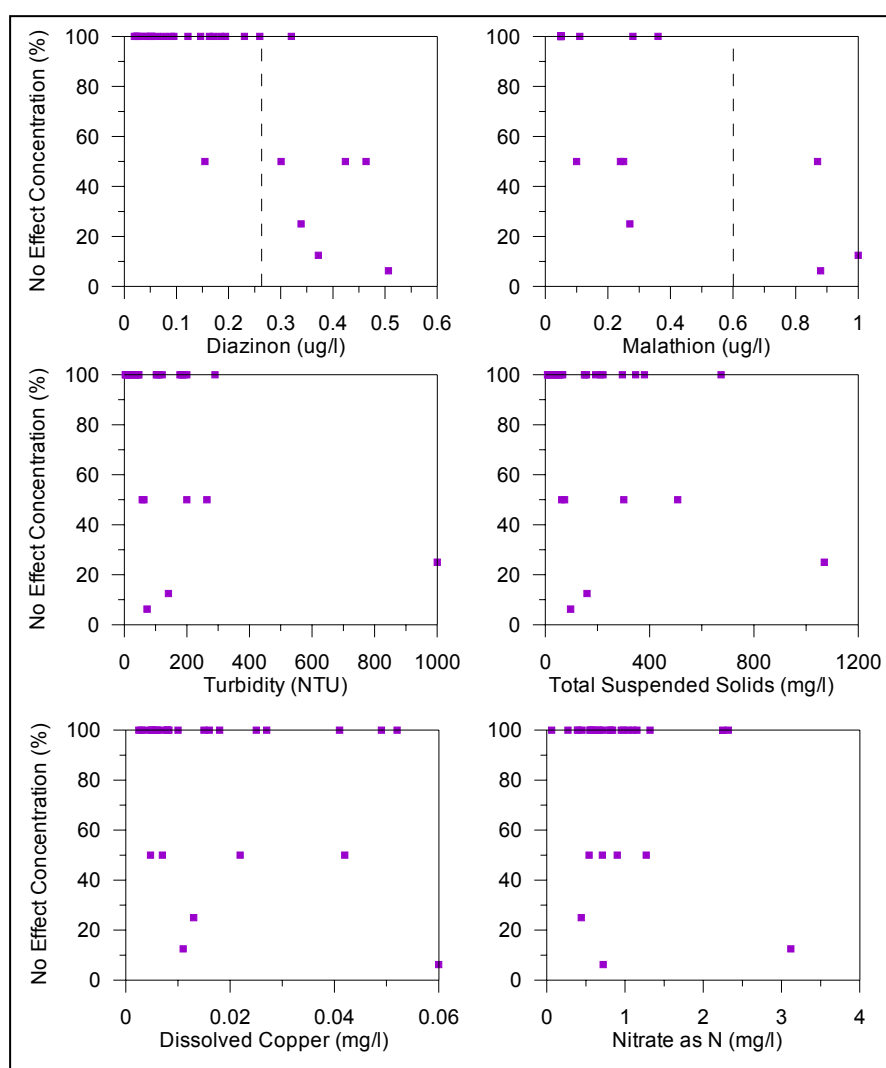 No Effect Concentration (%)
100
80
60
40
20
0
0 0.1 0.2 0.3 0.4 0.5 0.6
Diazinon (ug/l)
100
80
60
40
20
0
0 0.2 0.4 0.6 0.8 1
Malathion (ug/l)
No Effect Concentration (%)
100
80
60
40
20
0
0 200 400 600 800 1000
Turbidity (NTU)
100
80
60
40
20
0
0 400 800 1200
Total Suspended Solids (mg/l)
No Effect Concentration (%)
100
80
60
40
20
0
0 0.02 0.04 0.06
Dissolved Copper (mg/l)
100
80
60
40
20
0
0 1 2 3 4
Nitrate as N (mg/l)